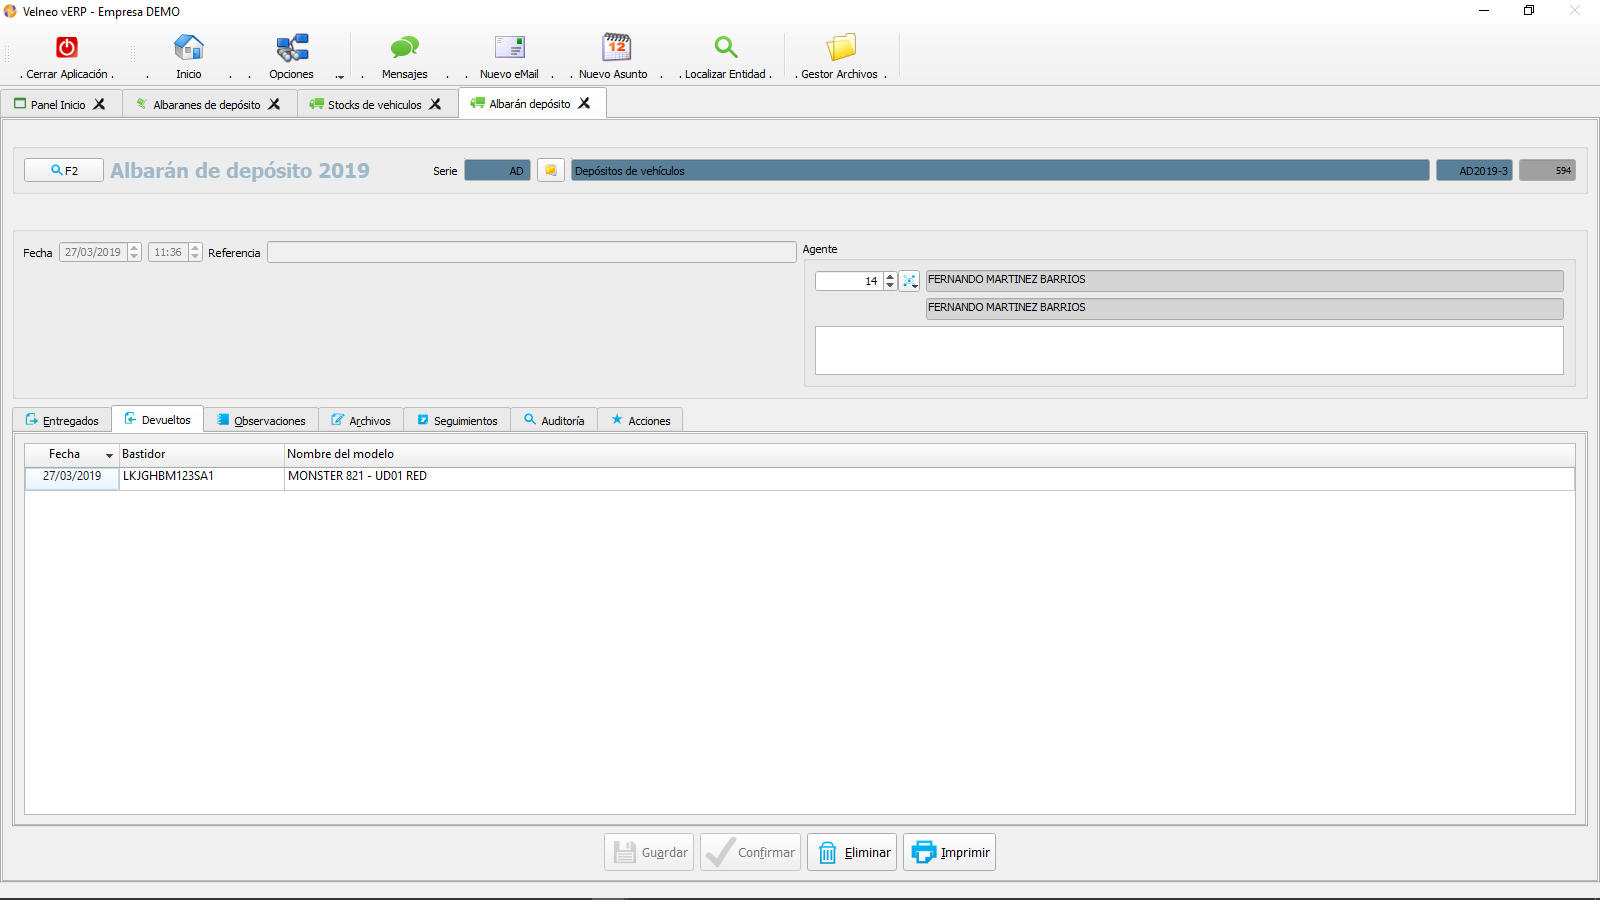 Velneo vERP - Empresa DEMO
. Cerrar Aplicación . . Inicio . . Opciones . Mensajes . . Nuevo eMail . . Nuevo Asunto . . Localizar Entidad . . Gestor Archivos .
Panel Inicio Albaranes de depósito Stocks de vehiculos Albarán depósito
F2 Albarán de depósito 2019 Serie AD Depósitos de vehículos AD2019-3 594
Agente
Fecha 27/03/2019 11:36 Referencia
14 FERNANDO MARTINEZ BARRIOS
FERNANDO MARTINEZ BARRIOS
Entregados Devueltos Observaciones Archivos Seguimientos Auditoría Acciones
Fecha Bastidor Nombre del modelo
27/03/2019 LKJGHBM123SA1 MONSTER 821 - UD01 RED
Guardar Confirmar Eliminar Imprimir